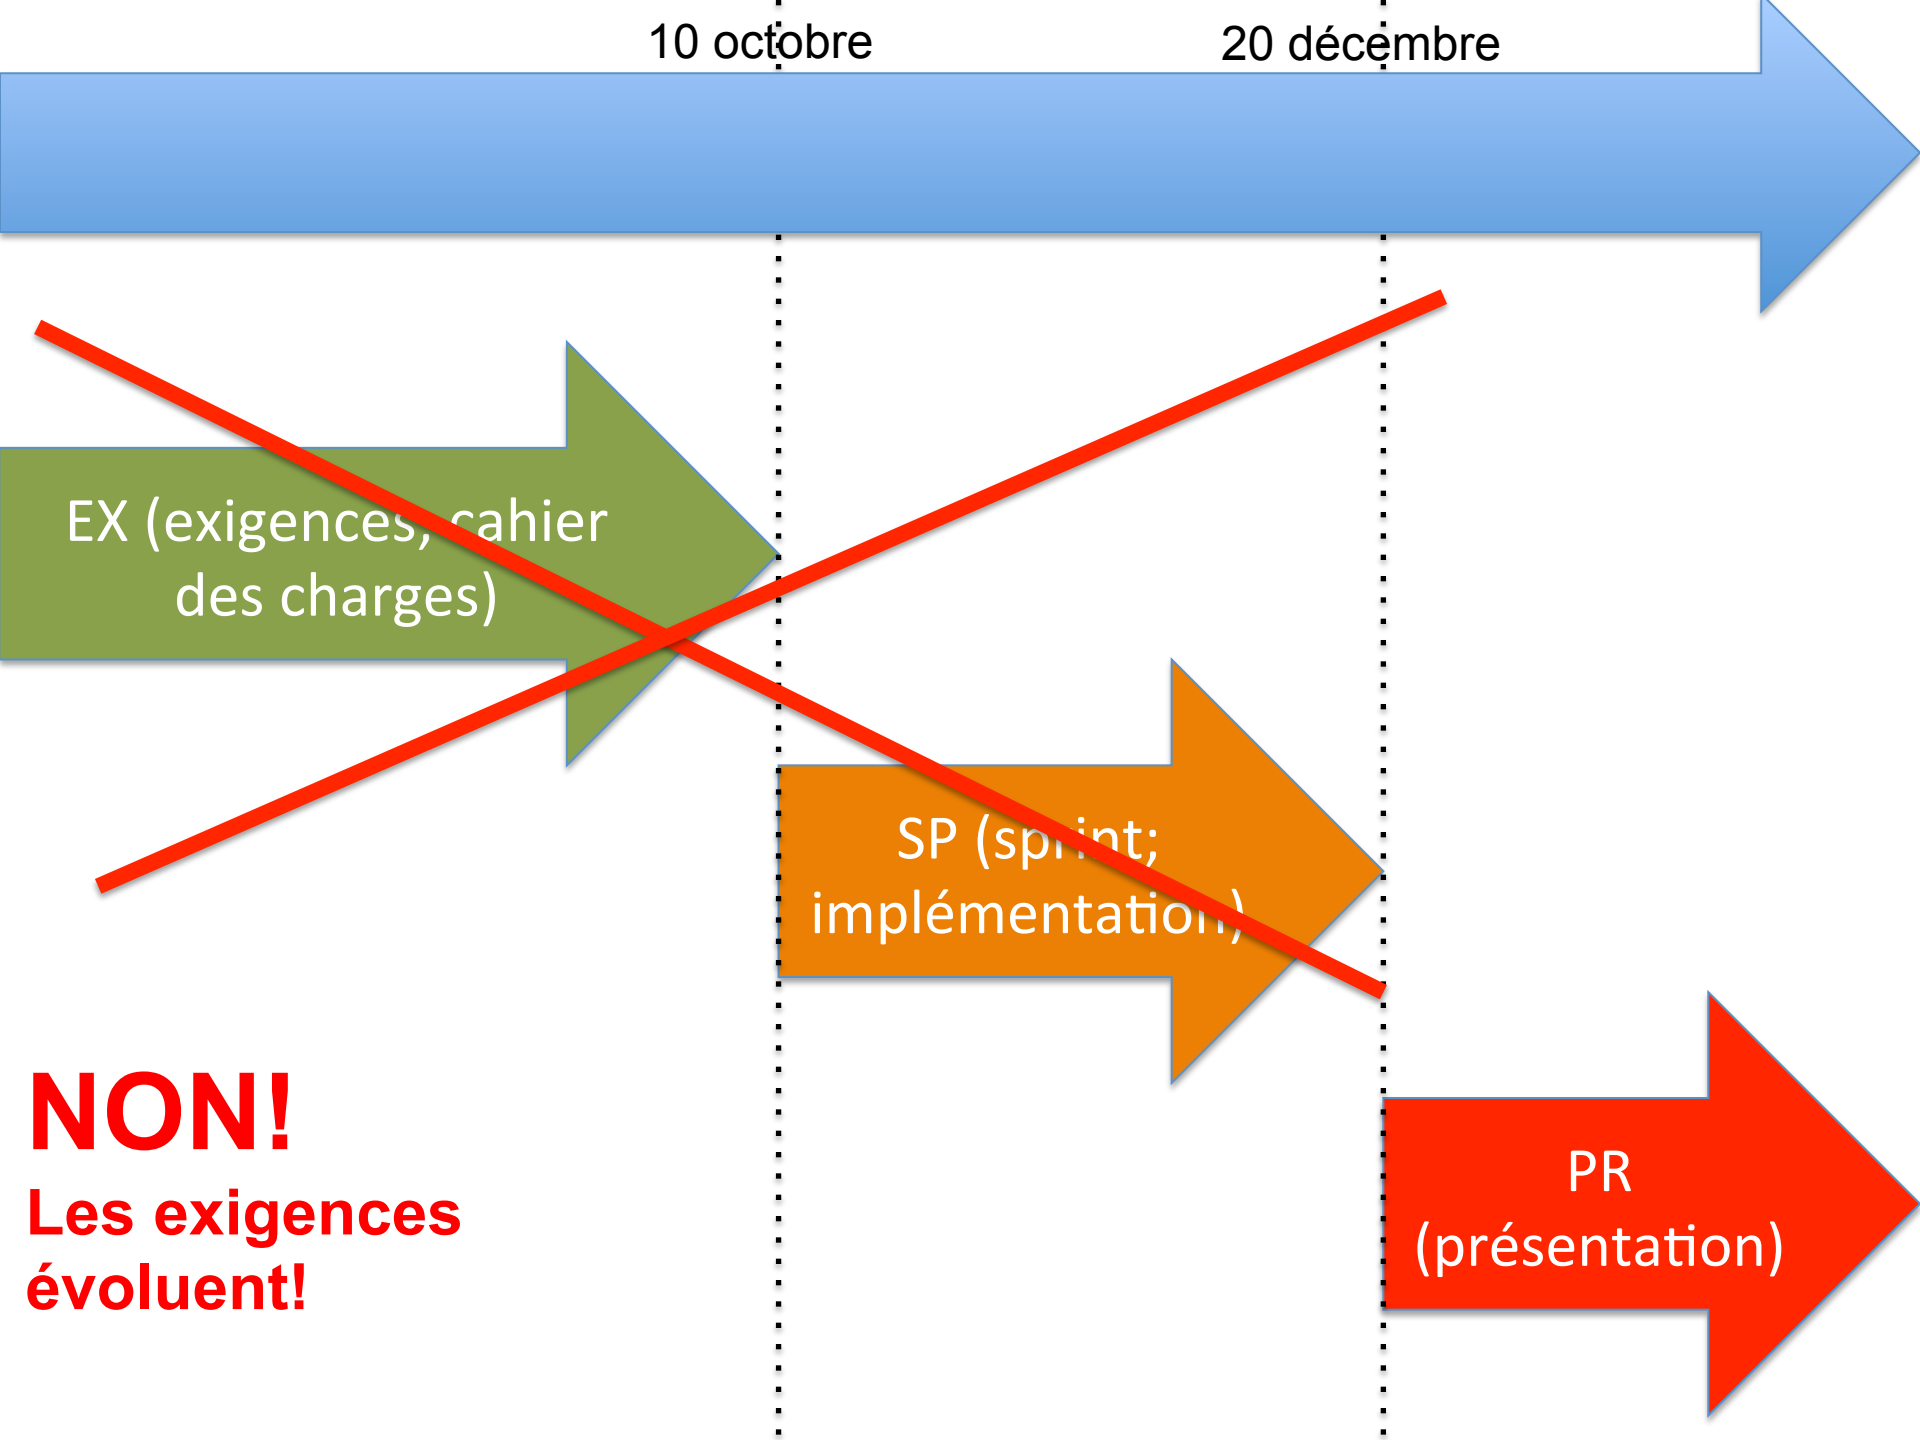 10 octobre
20 décembre
EX (exigences, cahier
des charges)
SP (sprint;
implémentation)
NON!
Les exigences
évoluent!
PR
(présentation)